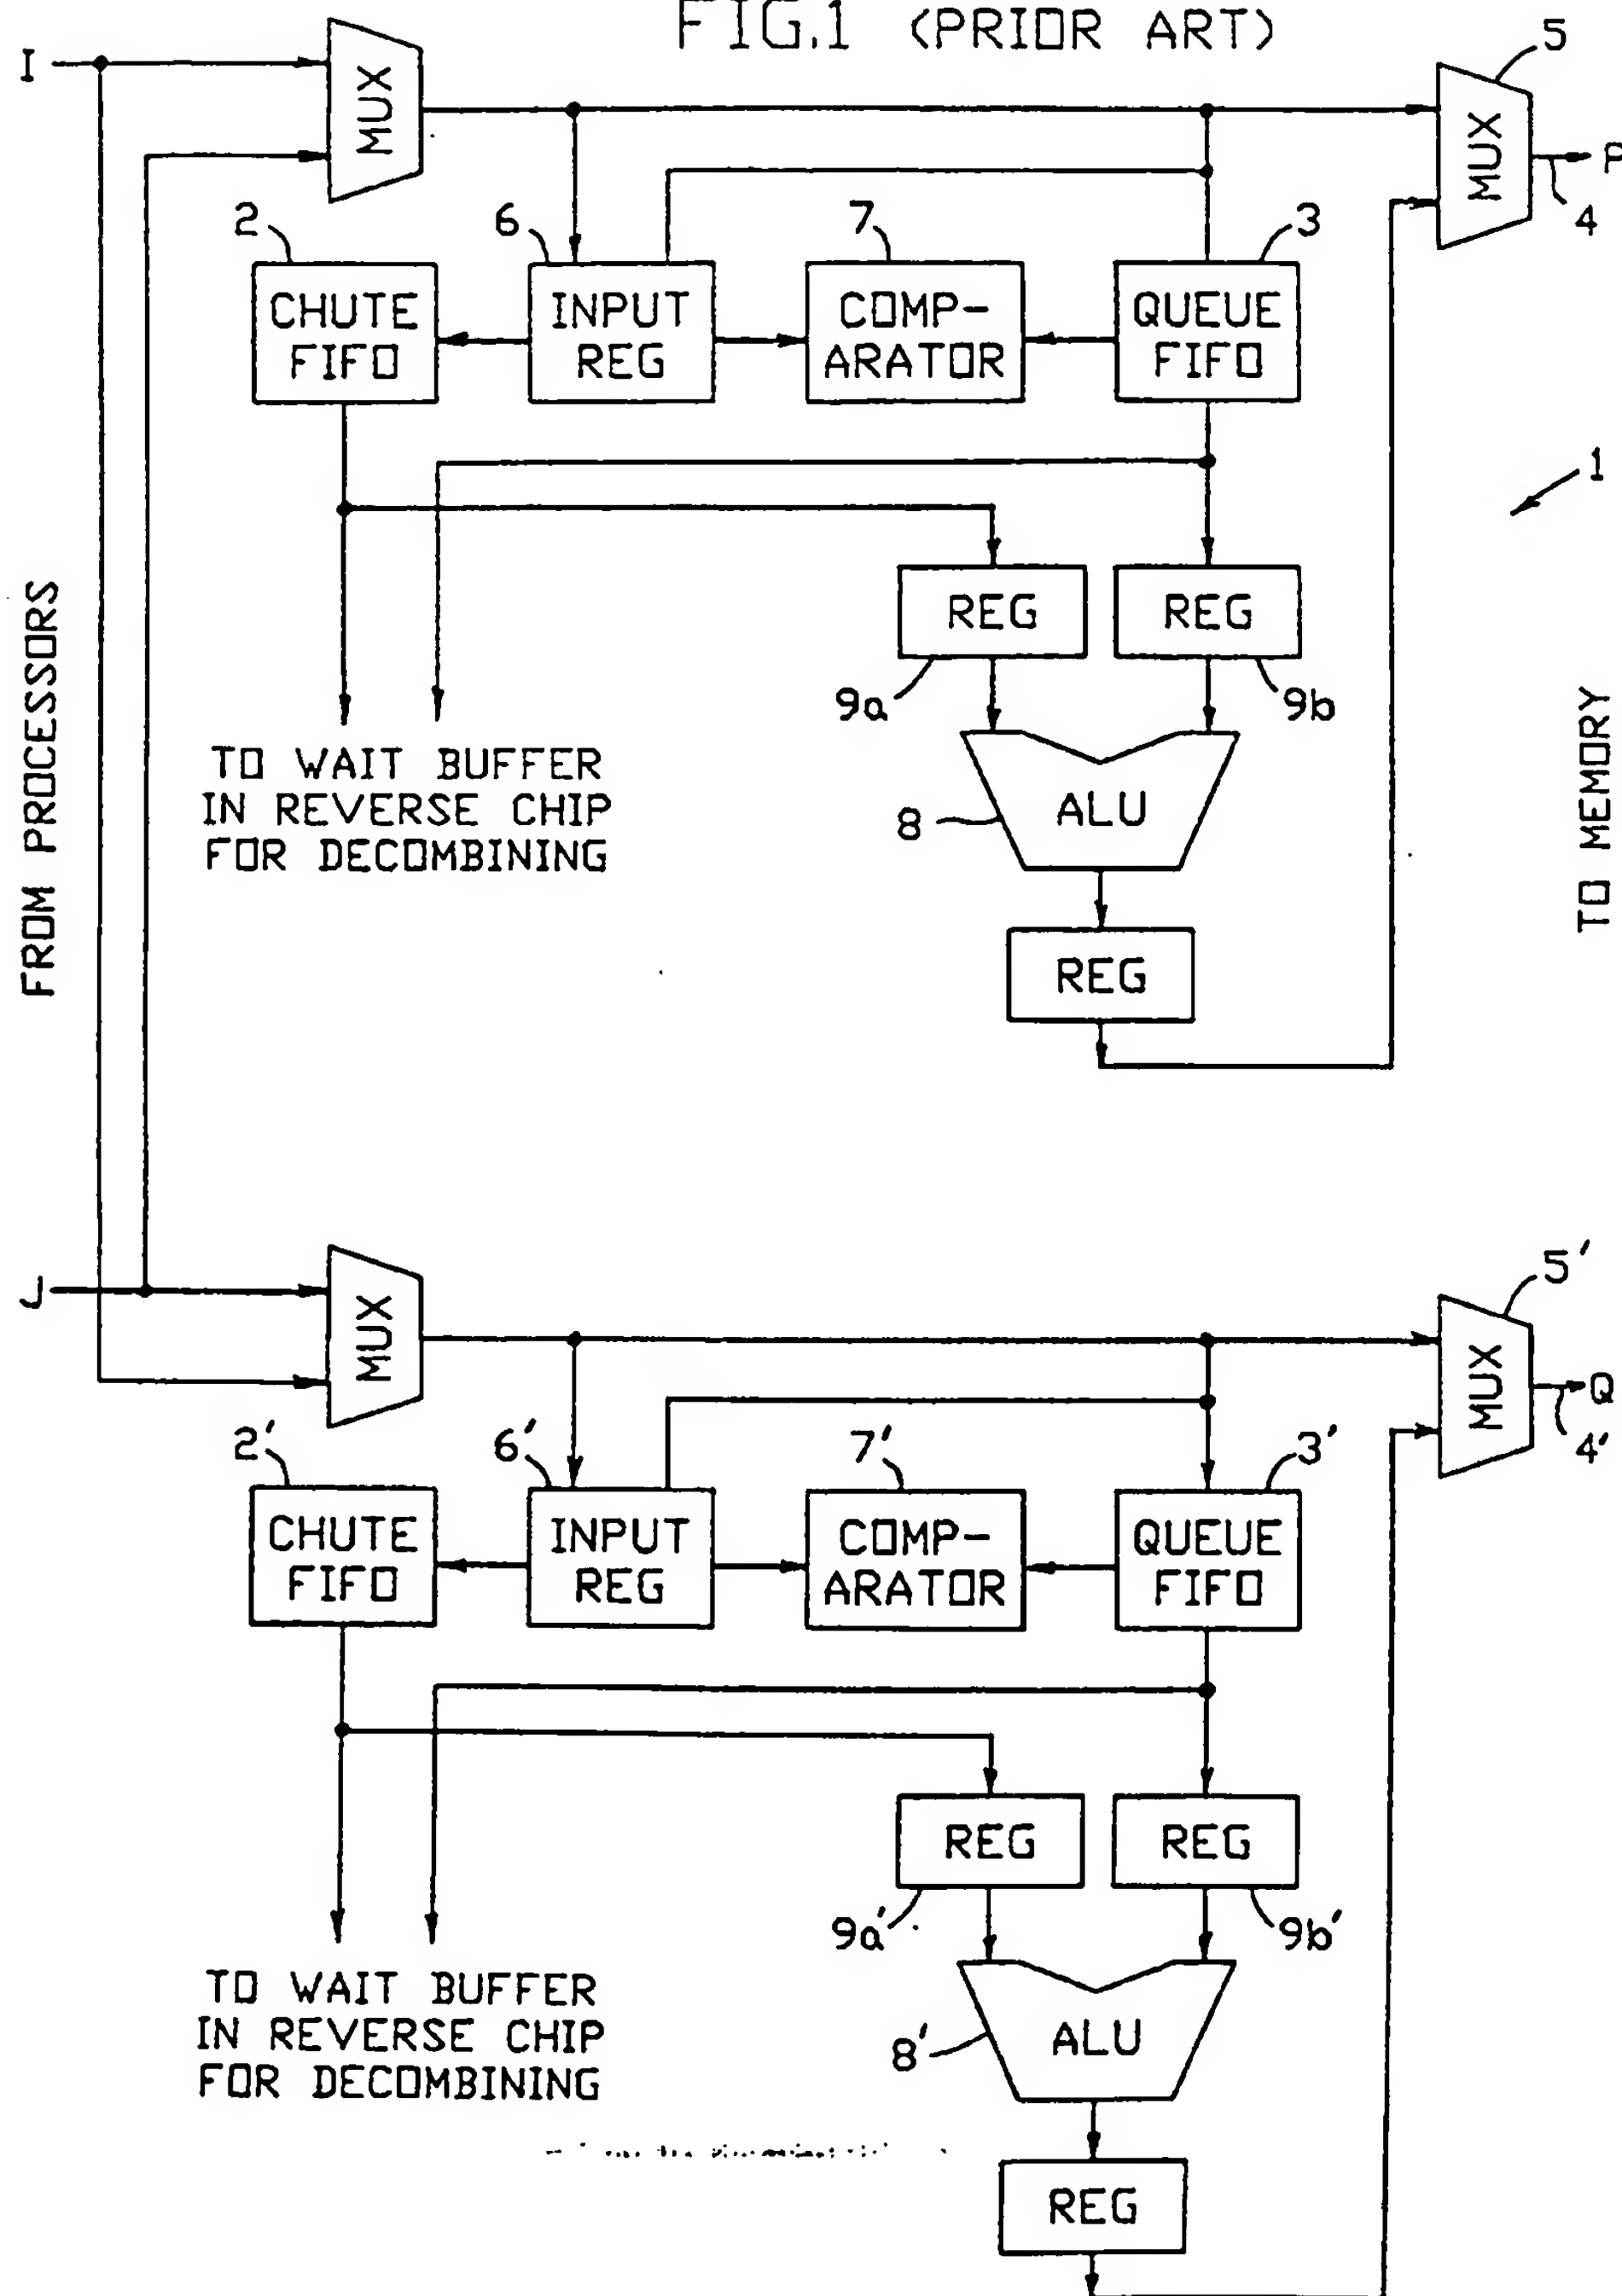 FIG.1 (PRIOR ART)
I
MUX
5
MUX
P
4
2
6
7
3
CHUTE
FIFO
INPUT
REG
COMP-
ARATOR
QUEUE
FIFO
1
FROM PROCESSORS
TO MEMORY
REG
REG
9a
9b
TO WAIT BUFFER
IN REVERSE CHIP
FOR DECOMBINING
8
ALU
REG
J
MUX
5'
MUX
Q
4'
2'
6'
7'
3'
CHUTE
FIFO
INPUT
REG
COMP-
ARATOR
QUEUE
FIFO
REG
REG
9a'
9b'
TO WAIT BUFFER
IN REVERSE CHIP
FOR DECOMBINING
8'
ALU
REG